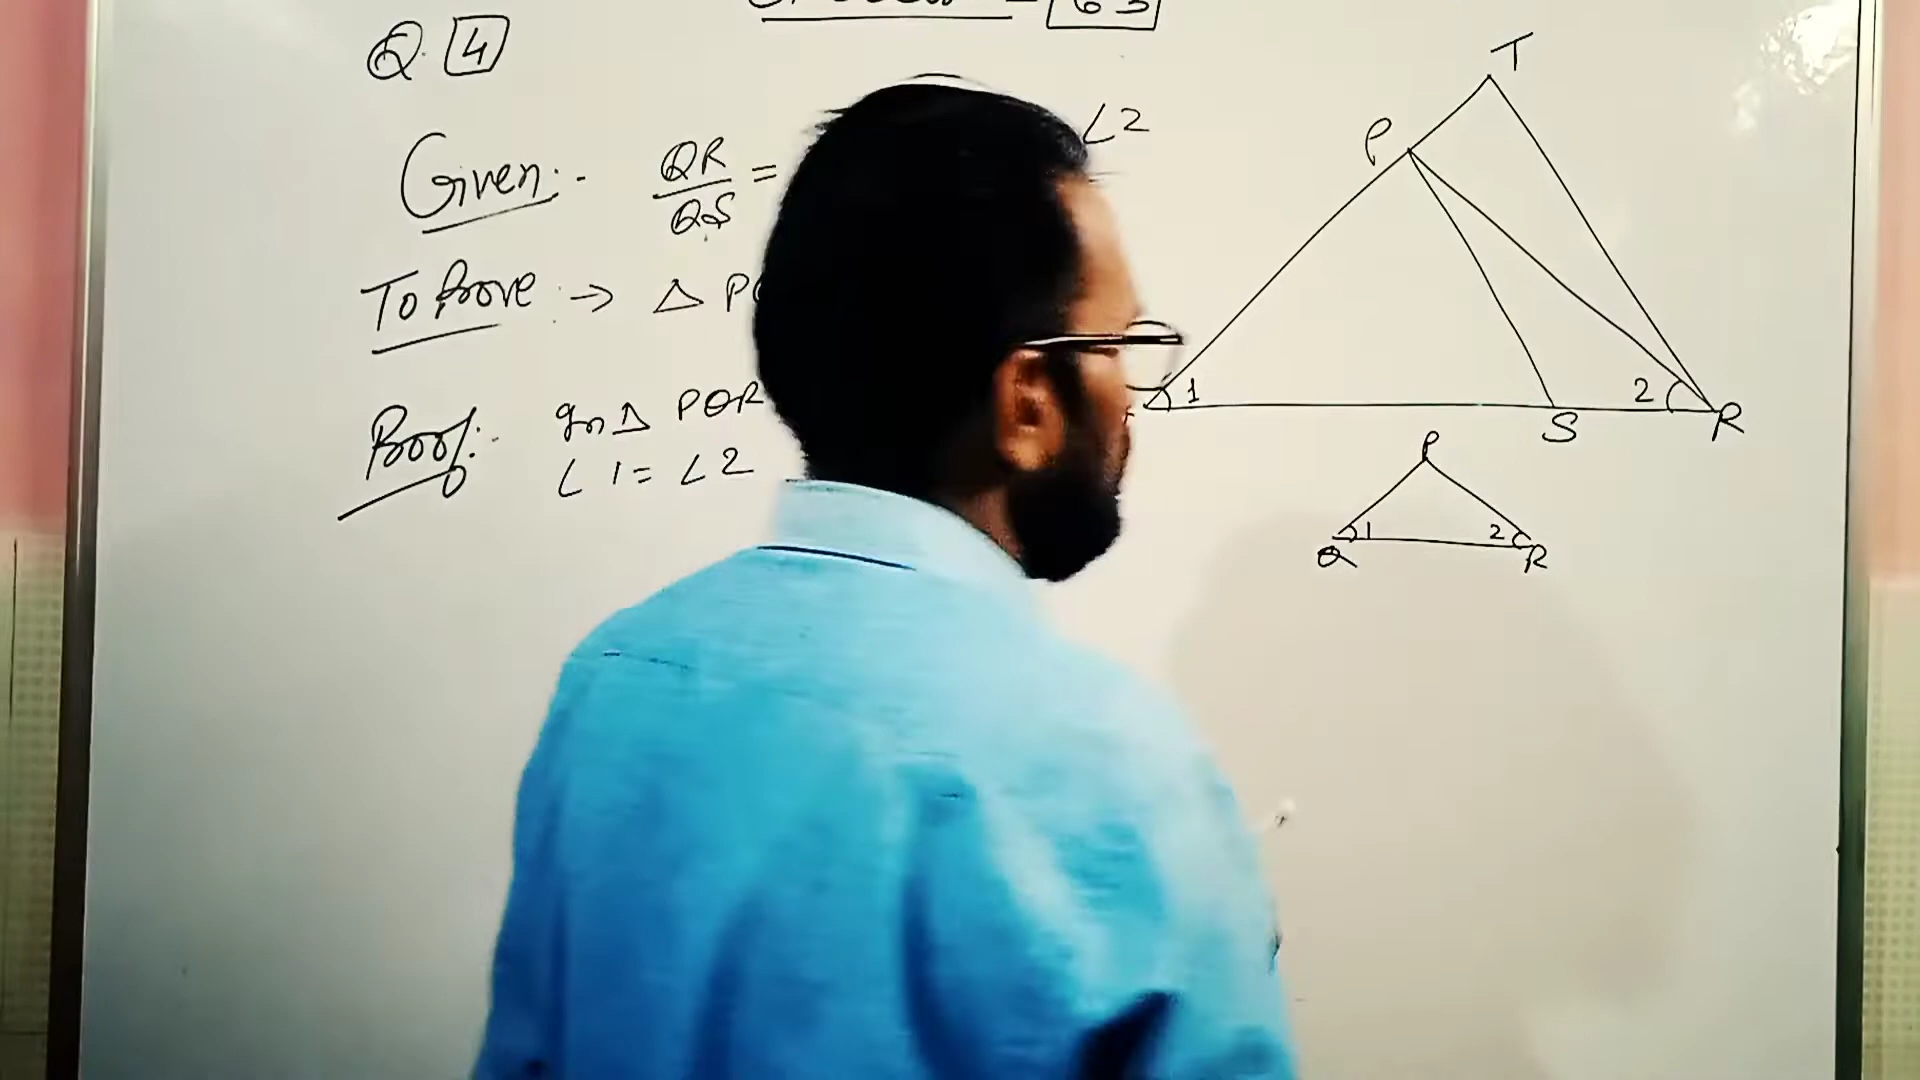 Q. 4
Given:- QR/QS = ∠2
To Prove :→ △ P
Proof:- In △ PQR
∠1 = ∠2
T
P
1 2
S R
P
1 2
Q R